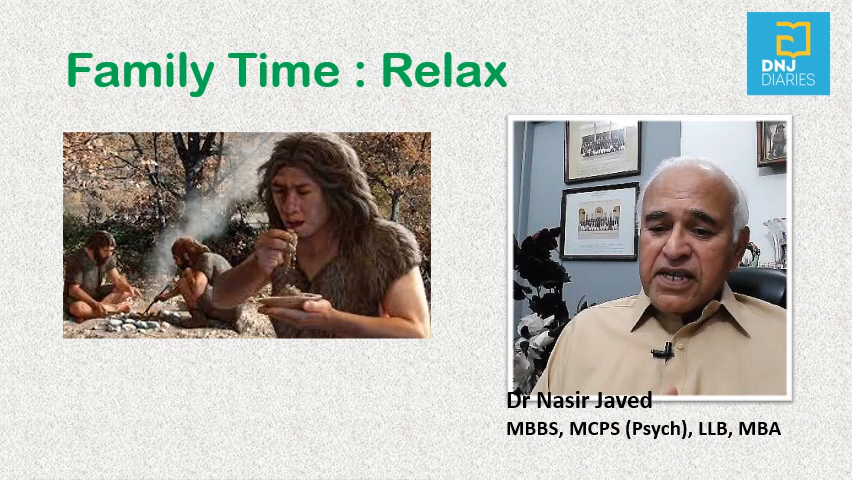 Family Time : Relax
DNJ
DIARIES
Dr Nasir Javed
MBBS, MCPS (Psych), LLB, MBA